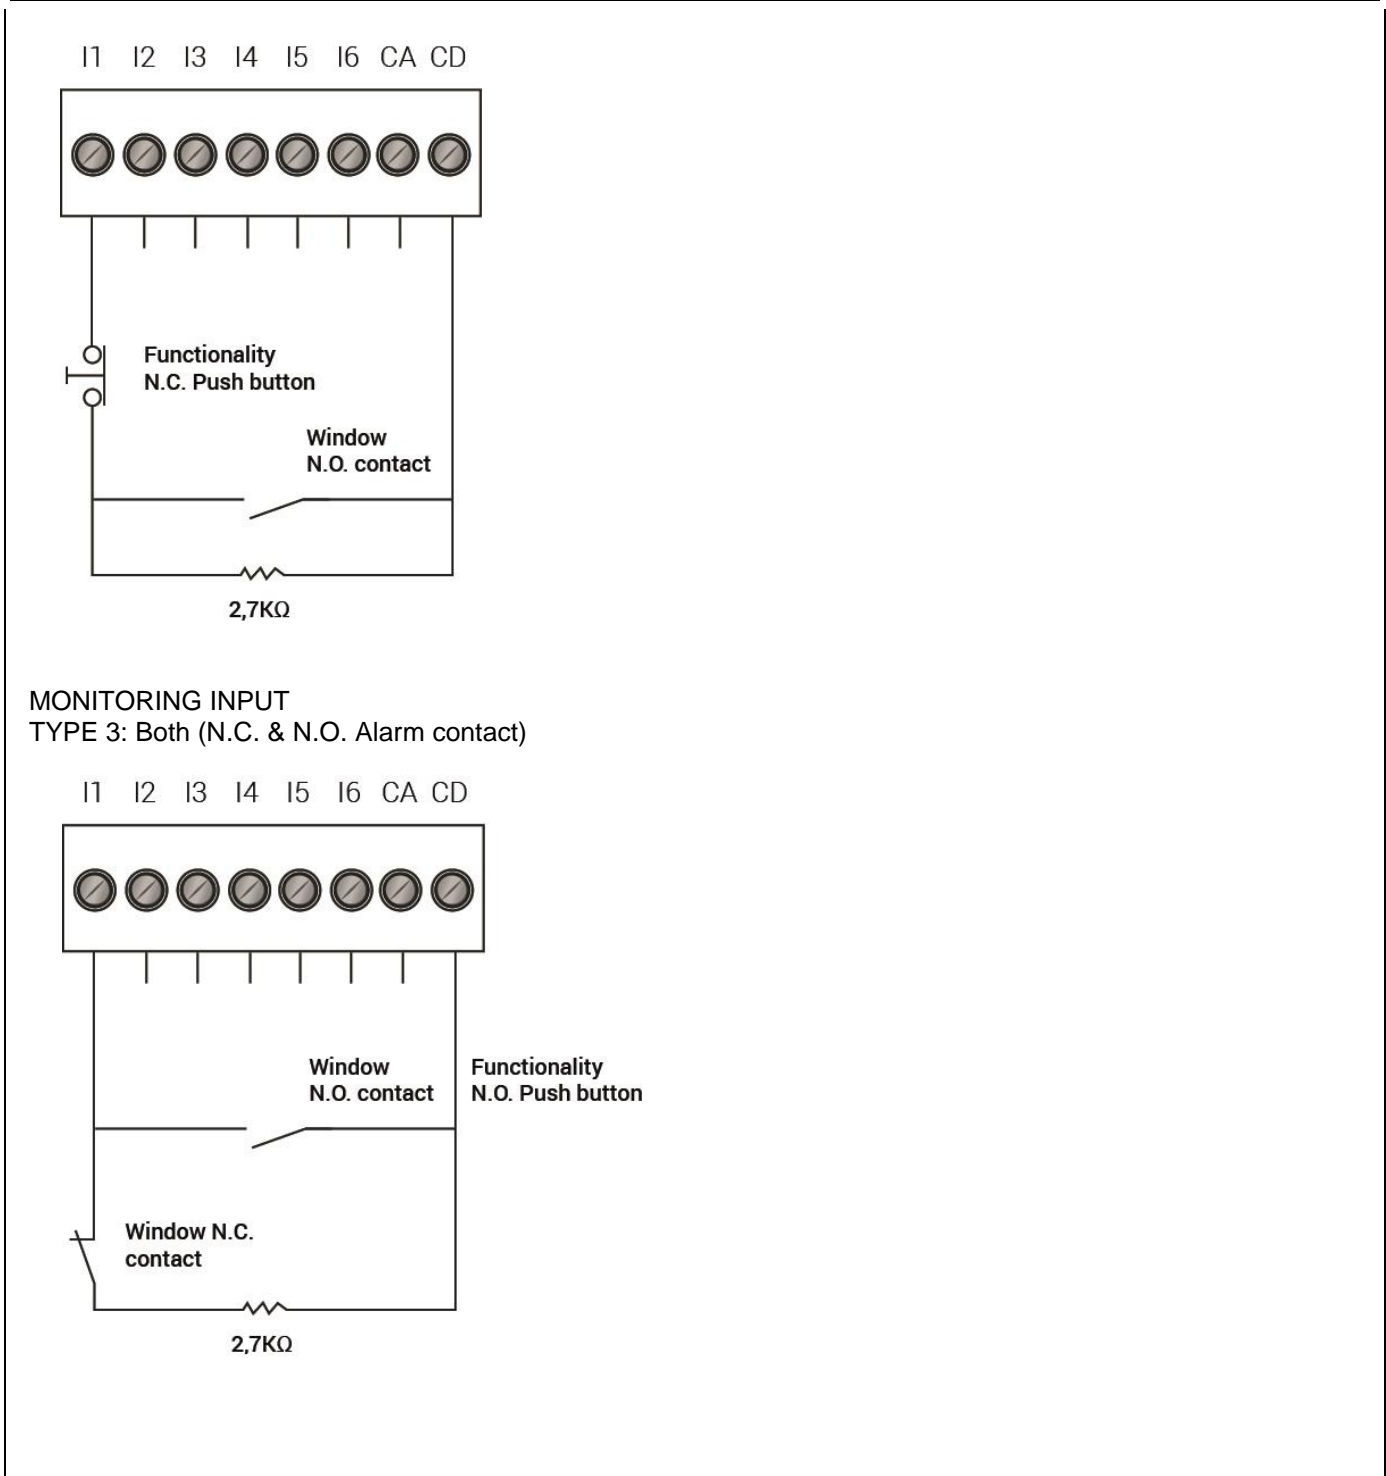 I1 I2 I3 I4 I5 I6 CA CD
Functionality
N.C. Push button
Window
N.O. contact
2,7KΩ
MONITORING INPUT
TYPE 3: Both (N.C. & N.O. Alarm contact)
I1 I2 I3 I4 I5 I6 CA CD
Window
N.O. contact
Functionality
N.O. Push button
Window N.C.
contact
2,7KΩ